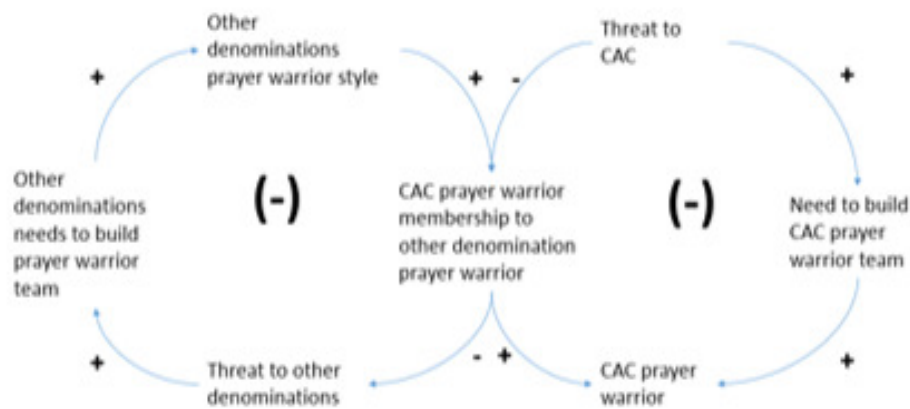 Other
denominations
prayer warrior style
Threat to
CAC
+
+
-
+
Other
denominations
needs to build
prayer warrior
team
(-)
CAC prayer warrior
membership to
other denomination
prayer warrior
(-)
Need to build
CAC prayer
warrior team
+
Threat to other
denominations
-
+
CAC prayer
warrior
+